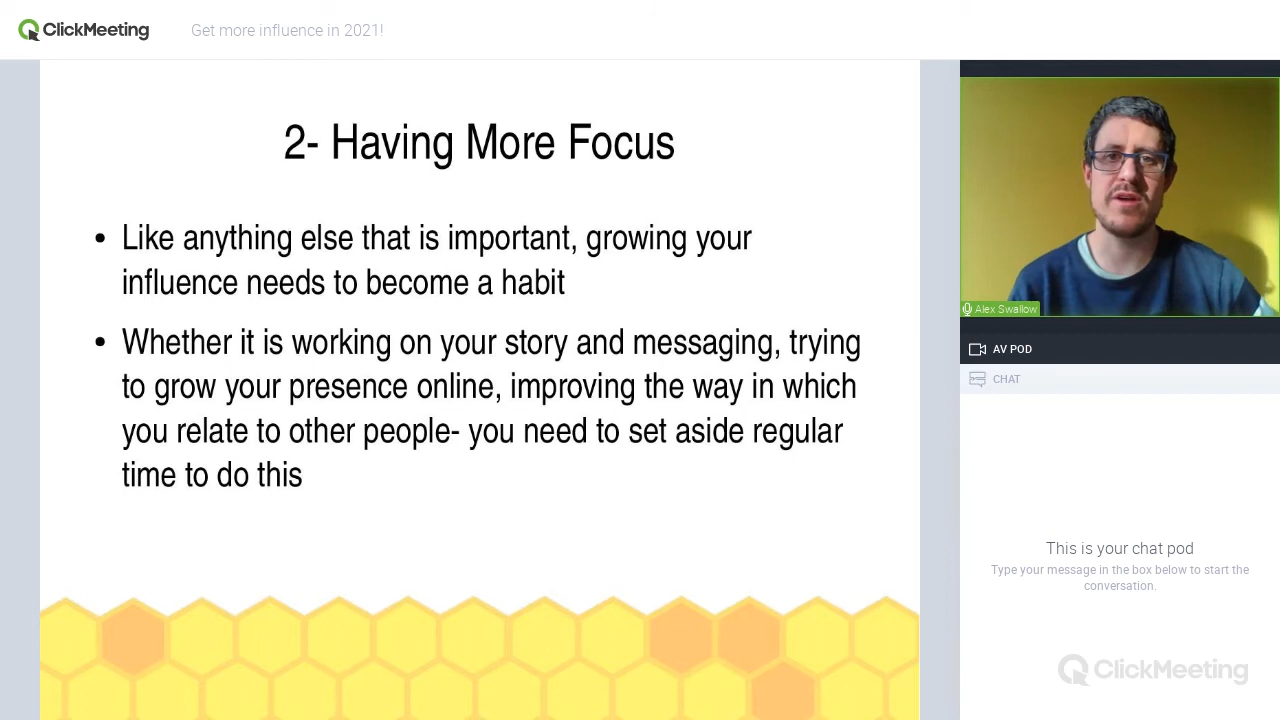 ClickMeeting
Get more influence in 2021!
2- Having More Focus
• Like anything else that is important, growing your
influence needs to become a habit
• Whether it is working on your story and messaging, trying
to grow your presence online, improving the way in which
you relate to other people- you need to set aside regular
time to do this
Alex Swallow
AV POD
CHAT
This is your chat pod
Type your message in the box below to start the
conversation.
ClickMeeting